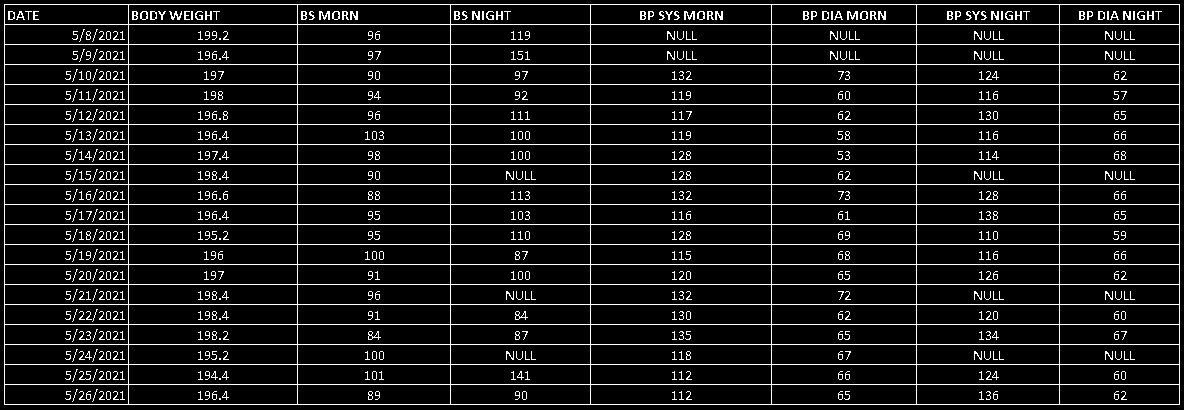 DATE BODY WEIGHT BS MORN BS NIGHT BP SYS MORN BP DIA MORN BP SYS NIGHT BP DIA NIGHT
5/8/2021 199.2 96 119 NULL NULL NULL NULL
5/9/2021 196.4 97 151 NULL NULL NULL NULL
5/10/2021 197 90 97 132 73 124 62
5/11/2021 198 94 92 119 60 116 57
5/12/2021 196.8 96 111 117 62 130 65
5/13/2021 196.4 103 100 119 58 116 66
5/14/2021 197.4 98 100 128 53 114 68
5/15/2021 198.4 90 NULL 128 62 NULL NULL
5/16/2021 196.6 88 113 132 73 128 66
5/17/2021 196.4 95 103 116 61 138 65
5/18/2021 195.2 95 110 128 69 110 59
5/19/2021 196 100 87 115 68 116 66
5/20/2021 197 91 100 120 65 126 62
5/21/2021 198.4 96 NULL 132 72 NULL NULL
5/22/2021 198.4 91 84 130 62 120 60
5/23/2021 198.2 84 87 135 65 134 67
5/24/2021 195.2 100 NULL 118 67 NULL NULL
5/25/2021 194.4 101 141 112 66 124 60
5/26/2021 196.4 89 90 112 65 136 62